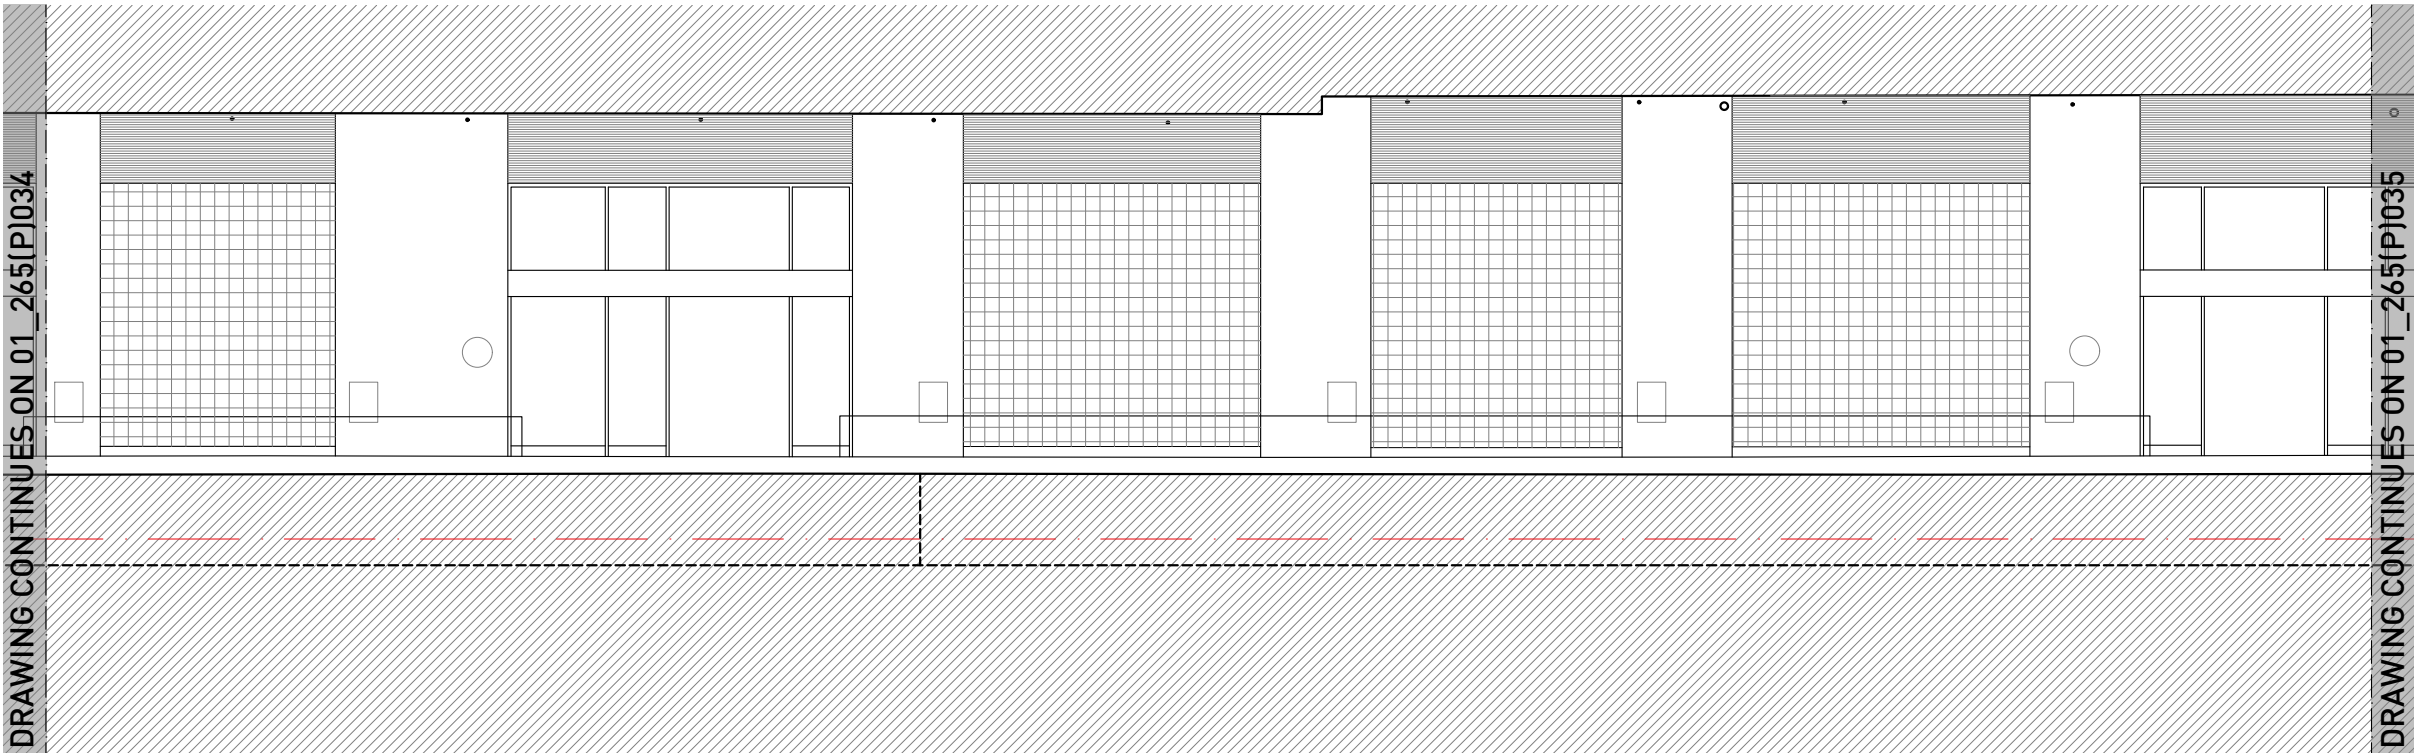 DRAWING CONTINUES ON 01_265(P)034
DRAWING CONTINUES ON 01_265(P)035